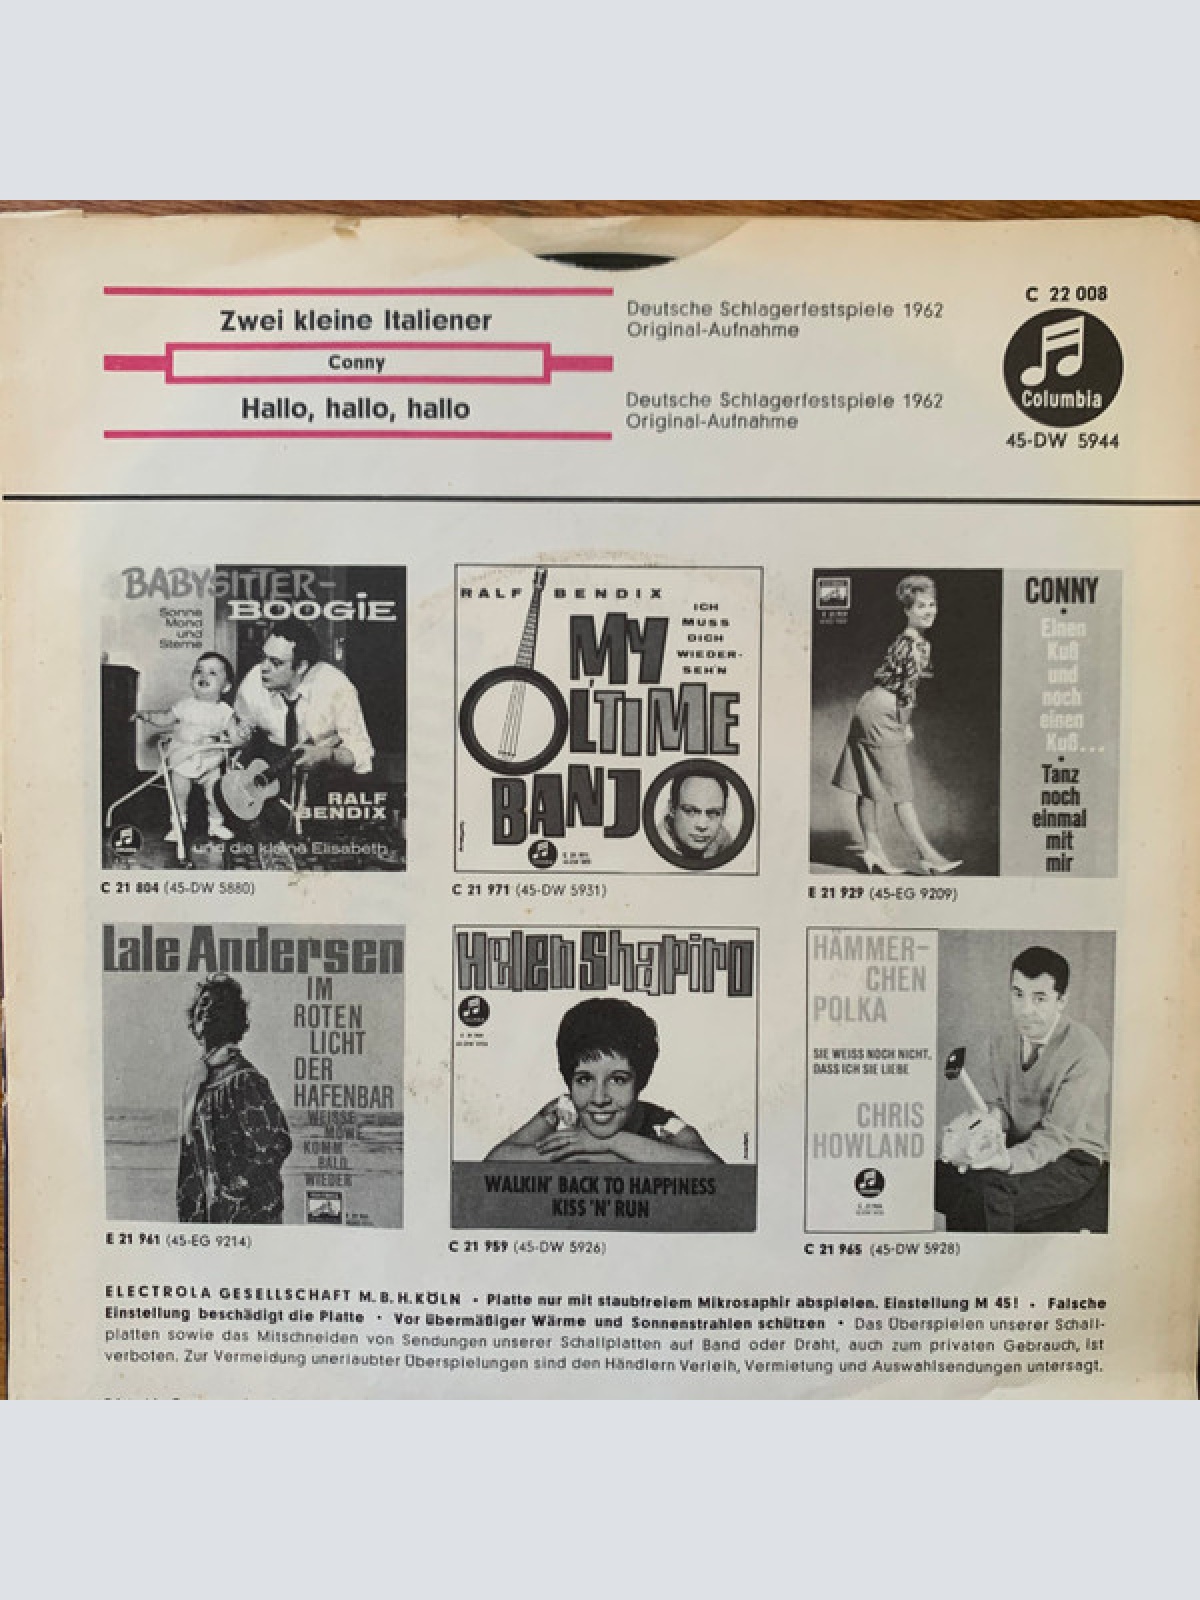 Zwei kleine Italiener
Conny
Hallo, hallo, hallo
Deutsche Schlagerfestspiele 1962
Original-Aufnahme
Deutsche Schlagerfestspiele 1962
Original-Aufnahme
C 22 008
Columbia
45-DW 5944
BABYSITTER-
BOOGIE
Sonne
Mond
und
Sterne
RALF
BENDIX
und die kleine Elisabeth
C 21 804 (45-DW 5880)
RALF BENDIX
ICH
MUSS
DICH
WIEDER-
SEH'N
MY
OL'TIME
BANJO
C 21 971 (45-DW 5931)
CONNY
Einen
Kuß
und
noch
einen
Kuß...
Tanz
noch
einmal
mit
mir
E 21 929 (45-EG 9209)
Lale Andersen
IM
ROTEN
LICHT
DER
HAFENBAR
WEISSE
MÖWE
KOMM
BALD
WIEDER
E 21 961 (45-EG 9214)
Helen Shapiro
WALKIN' BACK TO HAPPINESS
KISS 'N' RUN
C 21 959 (45-DW 5926)
HÄMMER-
CHEN
POLKA
SIE WEISS NOCH NICHT,
DASS ICH SIE LIEBE
CHRIS
HOWLAND
C 21 965 (45-DW 5928)
ELECTROLA GESELLSCHAFT M. B. H. KÖLN • Platte nur mit staubfreiem Mikrosaphir abspielen. Einstellung M 45! • Falsche
Einstellung beschädigt die Platte • Vor übermäßiger Wärme und Sonnenstrahlen schützen • Das Überspielen unserer Schall-
platten sowie das Mitschneiden von Sendungen unserer Schallplatten auf Band oder Draht, auch zum privaten Gebrauch, ist
verboten. Zur Vermeidung unerlaubter Überspielungen sind den Händlern Verleih, Vermietung und Auswahlsendungen untersagt.